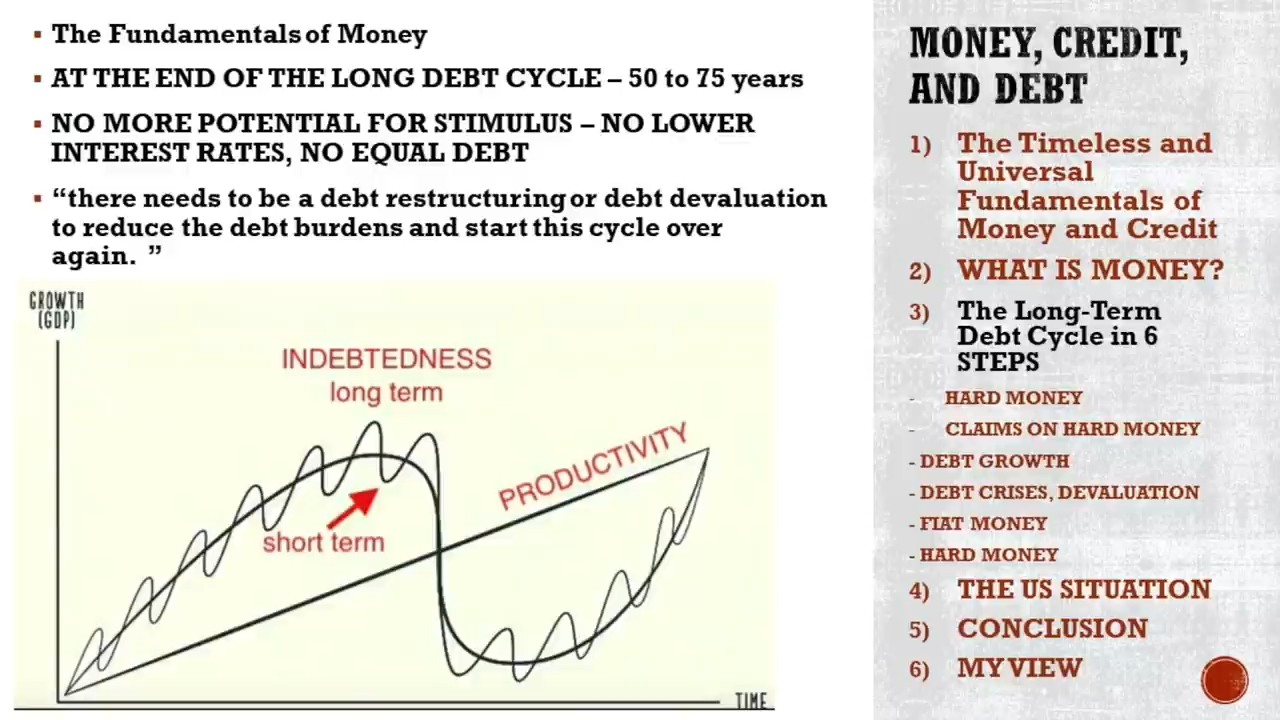 The Fundamentals of Money
AT THE END OF THE LONG DEBT CYCLE – 50 to 75 years
NO MORE POTENTIAL FOR STIMULUS – NO LOWER
INTEREST RATES, NO EQUAL DEBT
“there needs to be a debt restructuring or debt devaluation
to reduce the debt burdens and start this cycle over
again. ”
GROWTH
(GDP)
INDEBTEDNESS
long term
PRODUCTIVITY
short term
TIME
MONEY, CREDIT,
AND DEBT
1) The Timeless and
Universal
Fundamentals of
Money and Credit
2) WHAT IS MONEY?
3) The Long-Term
Debt Cycle in 6
STEPS
- HARD MONEY
- CLAIMS ON HARD MONEY
- DEBT GROWTH
- DEBT CRISES, DEVALUATION
- FIAT MONEY
- HARD MONEY
4) THE US SITUATION
5) CONCLUSION
6) MY VIEW